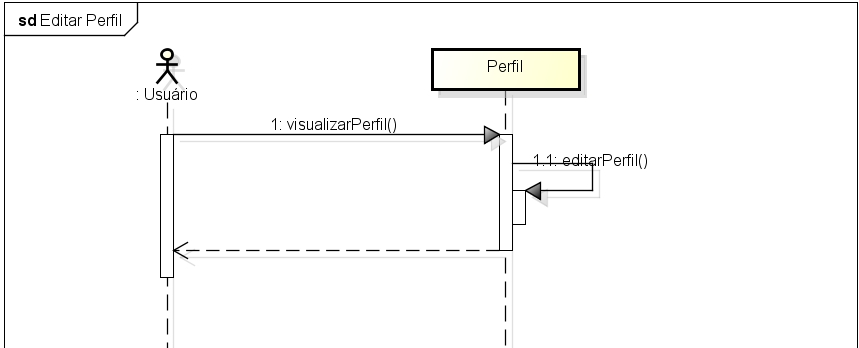 sd Editar Perfil
: Usuário
Perfil
1: visualizarPerfil()
1.1: editarPerfil()